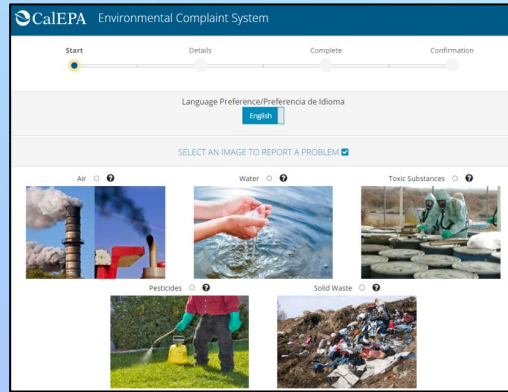 CalEPA Environmental Complaint System
Start Details Complete Confirmation
Language Preference/Preferencia de Idioma
English
SELECT AN IMAGE TO REPORT A PROBLEM
Air
Water
Toxic Substances
Pesticides
Solid Waste